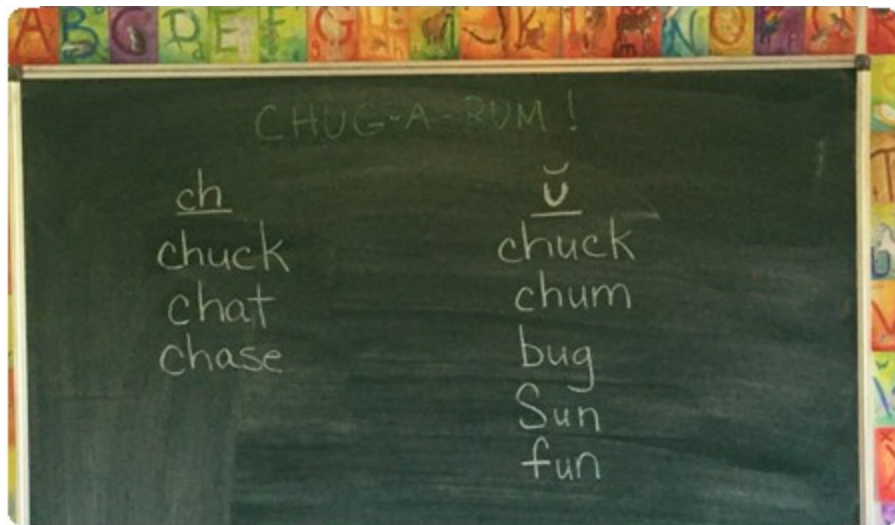 A B C D E F G H I J K L M N O P
CHUG-A-RUM!
ch
chuck
chat
chase
ŭ
chuck
chum
bug
Sun
fun